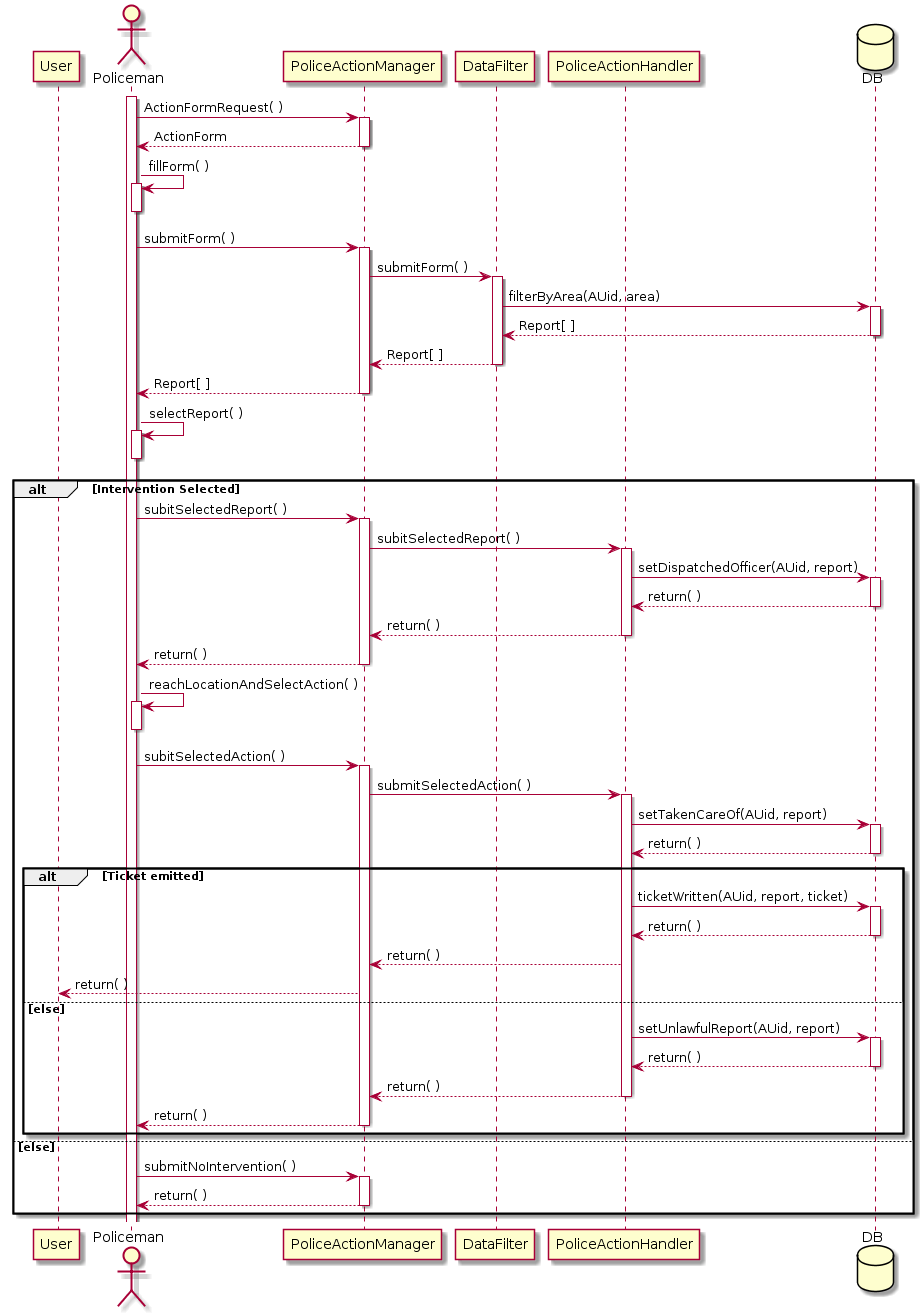 User
Policeman
PoliceActionManager
DataFilter
PoliceActionHandler
DB
ActionFormRequest( )
ActionForm
fillForm( )
submitForm( )
submitForm( )
filterByArea(AUid, area)
Report[ ]
Report[ ]
Report[ ]
selectReport( )
alt [Intervention Selected]
subitSelectedReport( )
subitSelectedReport( )
setDispatchedOfficer(AUid, report)
return( )
return( )
return( )
reachLocationAndSelectAction( )
subitSelectedAction( )
submitSelectedAction( )
setTakenCareOf(AUid, report)
return( )
alt [Ticket emitted]
ticketWritten(AUid, report, ticket)
return( )
return( )
return( )
[else]
setUnlawfulReport(AUid, report)
return( )
return( )
return( )
[else]
submitNoIntervention( )
return( )
User
Policeman
PoliceActionManager
DataFilter
PoliceActionHandler
DB